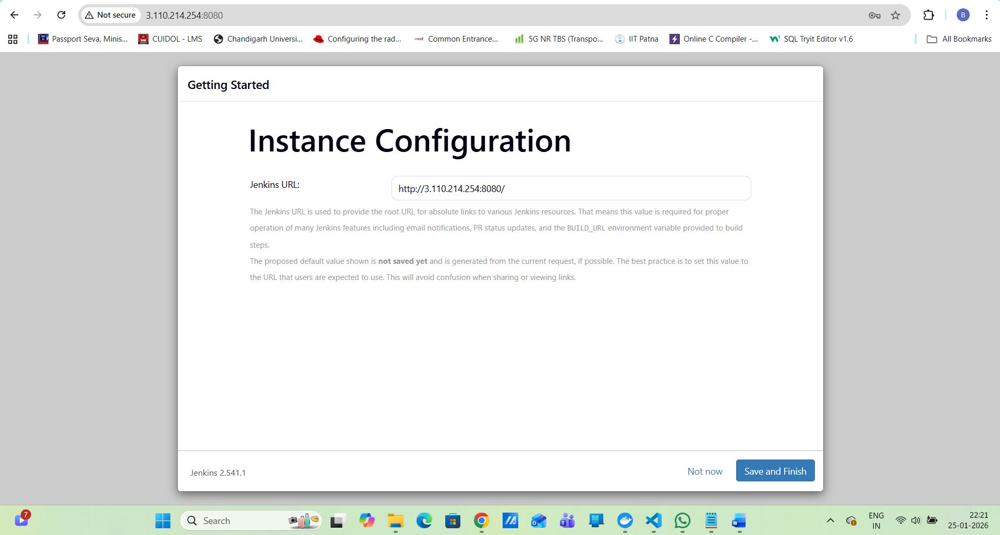 Not secure
3.110.214.254:8080
B
Passport Seva, Minis...
CUIDOL - LMS
Chandigarh Universi...
Configuring the rad...
Common Entrance...
5G NR TBS (Transpo...
IIT Patna
Online C Compiler -...
SQL Tryit Editor v1.6
All Bookmarks
Getting Started
Instance Configuration
Jenkins URL:
http://3.110.214.254:8080/
The Jenkins URL is used to provide the root URL for absolute links to various Jenkins resources. That means this value is required for proper
operation of many Jenkins features including email notifications, PR status updates, and the BUILD_URL environment variable provided to build
steps.
The proposed default value shown is not saved yet and is generated from the current request, if possible. The best practice is to set this value to
the URL that users are expected to use. This will avoid confusion when sharing or viewing links.
Jenkins 2.541.1
Not now
Save and Finish
7
Search
ENG
IN
22:21
25-01-2026